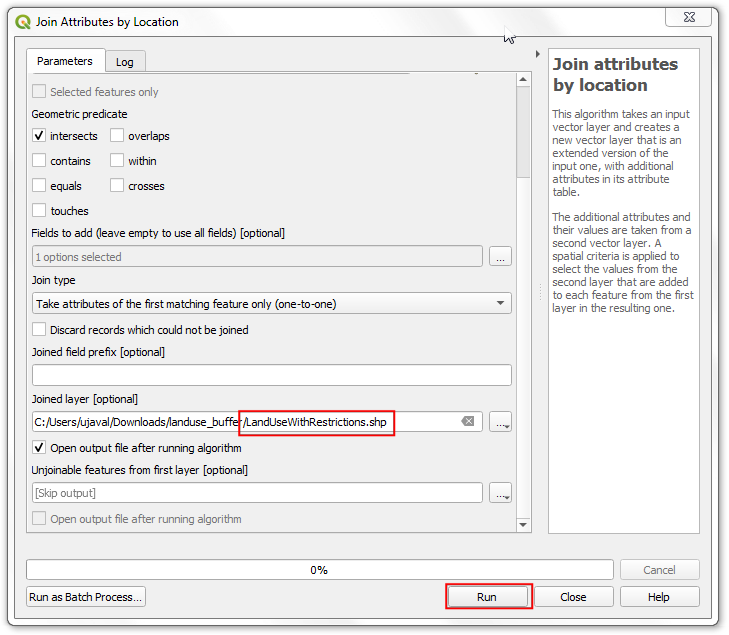 Join Attributes by Location
Parameters
Log
Selected features only
Geometric predicate
intersects
overlaps
contains
within
equals
crosses
touches
Fields to add (leave empty to use all fields) [optional]
1 options selected
...
Join type
Take attributes of the first matching feature only (one-to-one)
Discard records which could not be joined
Joined field prefix [optional]
Joined layer [optional]
C:/Users/ujaval/Downloads/landuse_buffer/LandUseWithRestrictions.shp
...
Open output file after running algorithm
Unjoinable features from first layer [optional]
[Skip output]
...
Open output file after running algorithm
Join attributes
by location
This algorithm takes an input
vector layer and creates a
new vector layer that is an
extended version of the
input one, with additional
attributes in its attribute
table.
The additional attributes and
their values are taken from a
second vector layer. A
spatial criteria is applied to
select the values from the
second layer that are added
to each feature from the first
layer in the resulting one.
0%
Cancel
Run as Batch Process...
Run
Close
Help